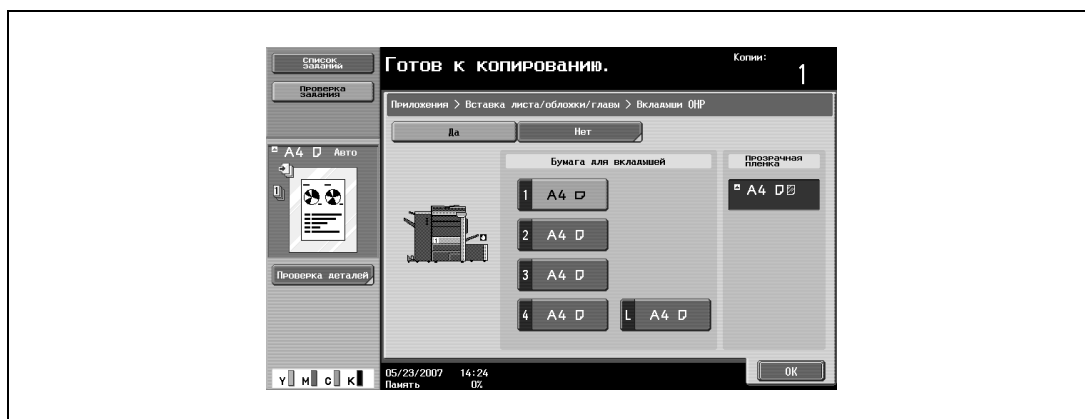 Список
заданий
Проверка
задания
A4 Авто
1
Проверка деталей
Y M C K
Готов к копированию.
Копии:
1
Приложения > Вставка листа/обложки/главы > Вкладыши OHP
Да
Нет
Бумага для вкладышей
Прозрачная
пленка
1 A4
A4
2 A4
3 A4
4 A4
L A4
1
05/23/2007 14:24
Память 0%
OK